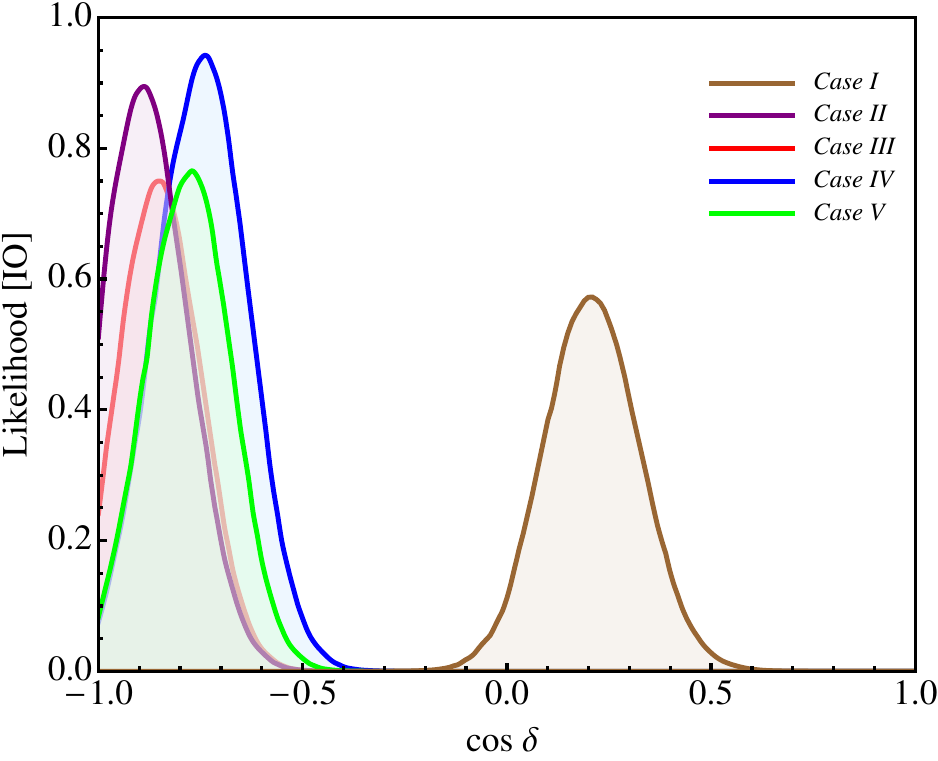 1.0
0.8
0.6
0.4
0.2
0.0
Likelihood [IO]
Case I
Case II
Case III
Case IV
Case V
−1.0 −0.5 0.0 0.5 1.0
cos δ